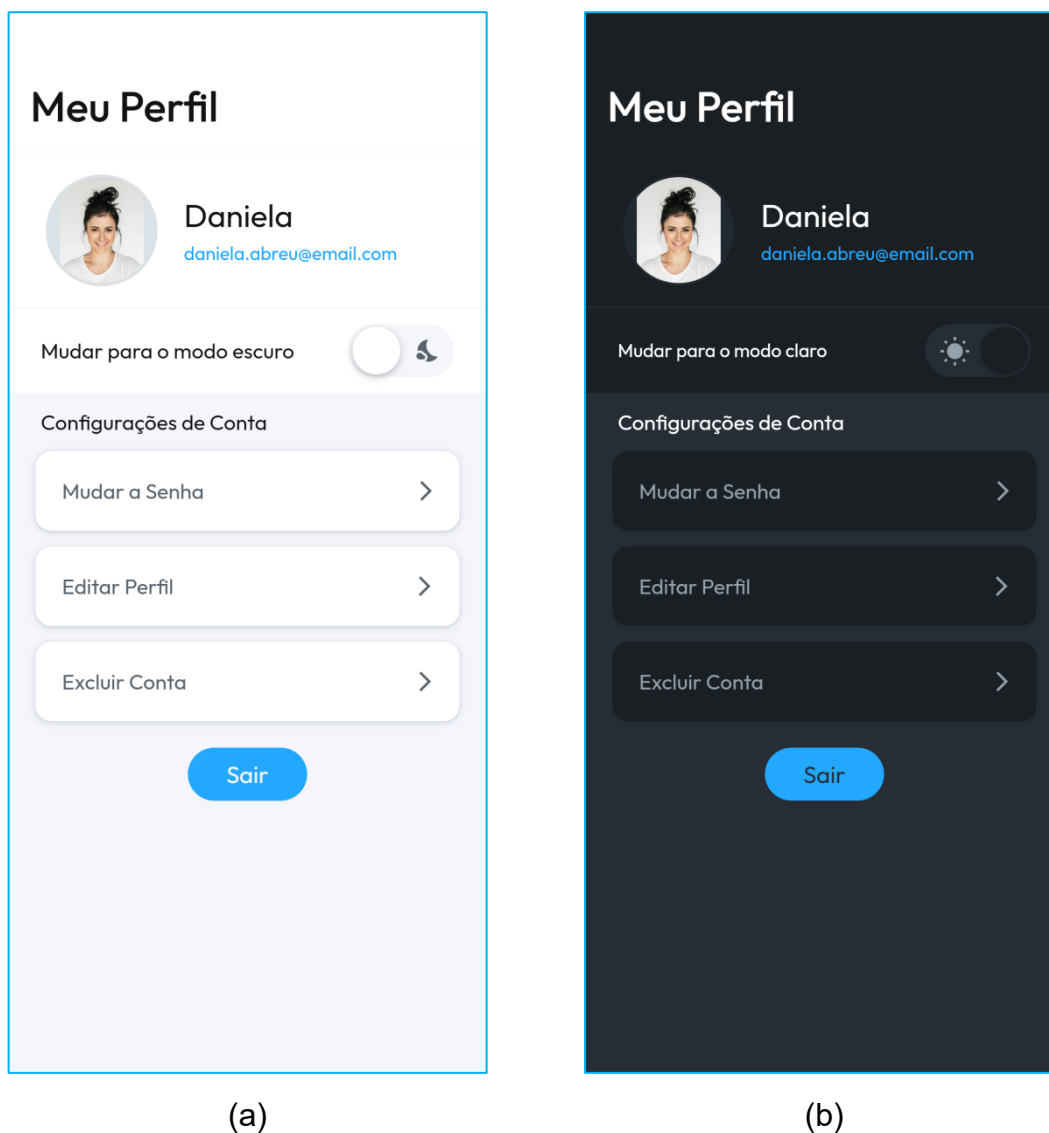 Meu Perfil
Daniela
daniela.abreu@email.com
Mudar para o modo escuro
Configurações de Conta
Mudar a Senha
Editar Perfil
Excluir Conta
Sair
(a)
Meu Perfil
Daniela
daniela.abreu@email.com
Mudar para o modo claro
Configurações de Conta
Mudar a Senha
Editar Perfil
Excluir Conta
Sair
(b)